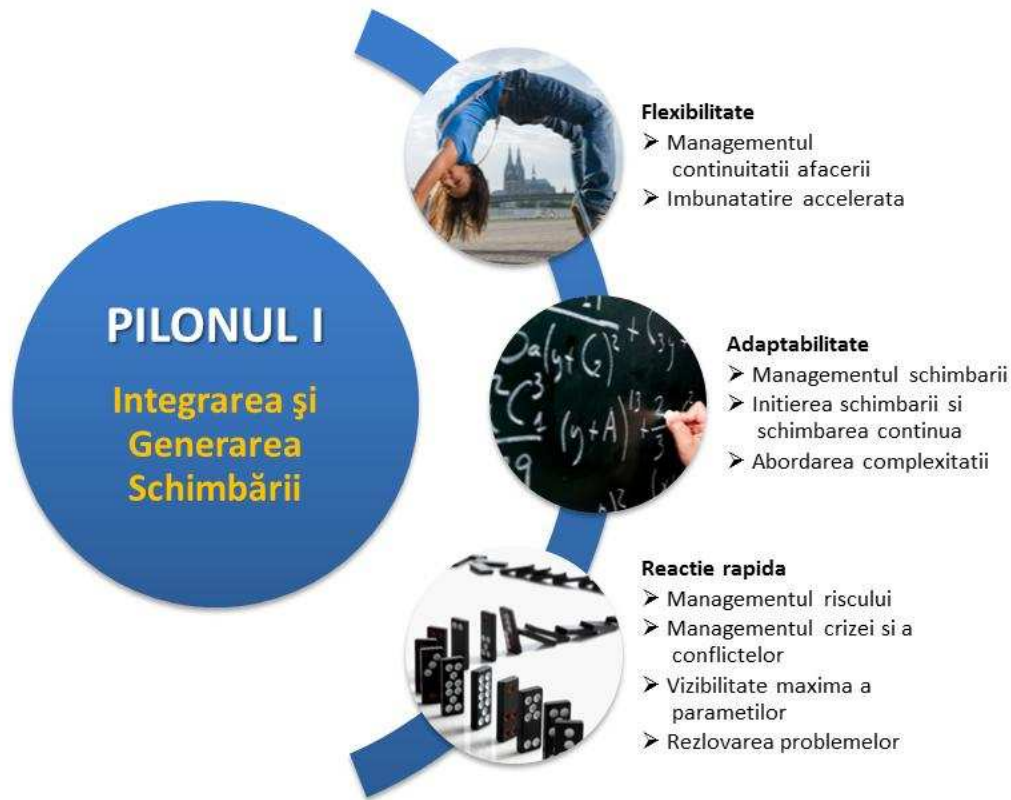 PILONUL I
Integrarea şi
Generarea
Schimbării
Flexibilitate
➢ Managementul
continuitatii afacerii
➢ Imbunatatire accelerata
Adaptabilitate
➢ Managementul schimbarii
➢ Initierea schimbarii si
schimbarea continua
➢ Abordarea complexitatii
Reactie rapida
➢ Managementul riscului
➢ Managementul crizei si a
conflictelor
➢ Vizibilitate maxima a
parametilor
➢ Rezlovarea problemelor